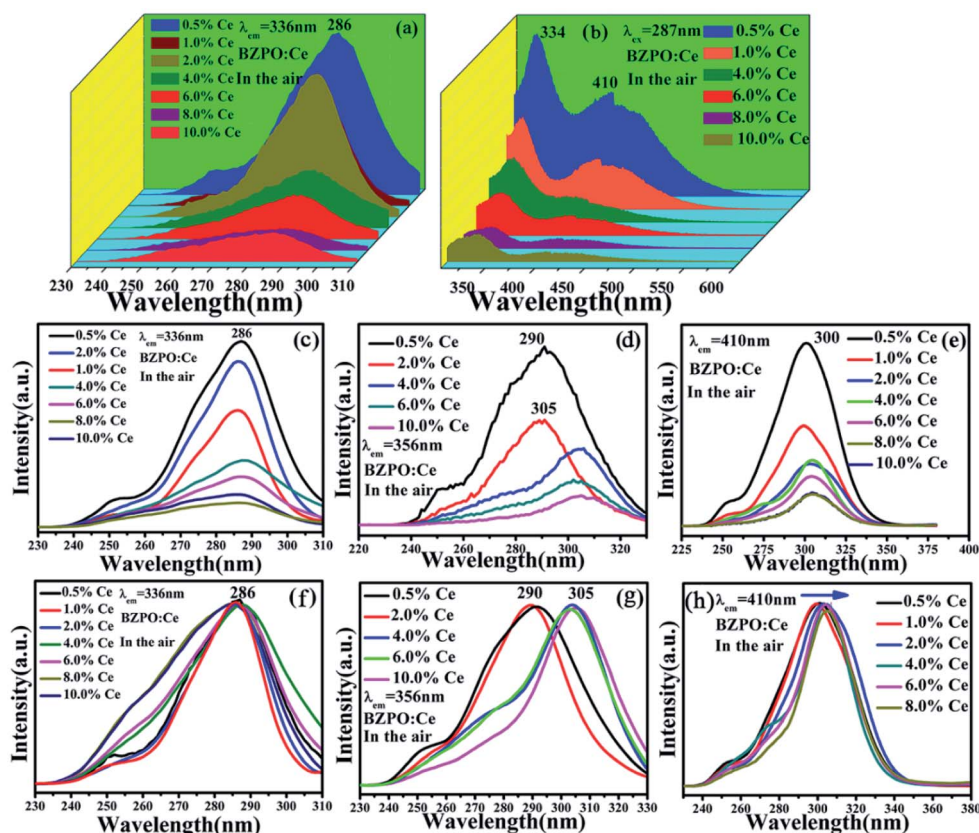 0.5% Ce
1.0% Ce
2.0% Ce
4.0% Ce
6.0% Ce
8.0% Ce
10.0% Ce
λem=336nm
BZPO:Ce
In the air
286
(a)
230 240 250 260 270 280 290 300 310
Wavelength(nm)
334
410
(b)
λex=287nm
BZPO:Ce
In the air
0.5% Ce
1.0% Ce
4.0% Ce
6.0% Ce
8.0% Ce
10.0% Ce
350 400 450 500 550 600
Wavelength(nm)
Intensity(a.u.)
0.5% Ce
2.0% Ce
1.0% Ce
4.0% Ce
6.0% Ce
8.0% Ce
10.0% Ce
λem=336nm
BZPO:Ce
In the air
286
(c)
230 240 250 260 270 280 290 300 310
Wavelength(nm)
Intensity(a.u.)
0.5% Ce
2.0% Ce
4.0% Ce
6.0% Ce
10.0% Ce
λem=356nm
BZPO:Ce
In the air
290
305
(d)
230 240 260 280 300 320
Wavelength(nm)
Intensity(a.u.)
λem=410nm
BZPO:Ce
In the air
300
(e)
0.5% Ce
1.0% Ce
2.0% Ce
4.0% Ce
6.0% Ce
8.0% Ce
10.0% Ce
225 250 275 300 325 350 375 400
Wavelength(nm)
Intensity(a.u.)
0.5% Ce
1.0% Ce
2.0% Ce
4.0% Ce
6.0% Ce
8.0% Ce
10.0% Ce
λem=336nm
BZPO:Ce
In the air
286
(f)
230 240 250 260 270 280 290 300 310
Wavelength(nm)
Intensity(a.u.)
0.5% Ce
2.0% Ce
4.0% Ce
6.0% Ce
10.0% Ce
λem=356nm
BZPO:Ce
In the air
290
305
(g)
230 240 250 260 270 280 290 300 310 320 330
Wavelength(nm)
Intensity(a.u.)
(h)
λem=410nm
BZPO:Ce
In the air
0.5% Ce
1.0% Ce
2.0% Ce
4.0% Ce
6.0% Ce
8.0% Ce
230 240 260 280 300 320 340 360 380
Wavelength(nm)